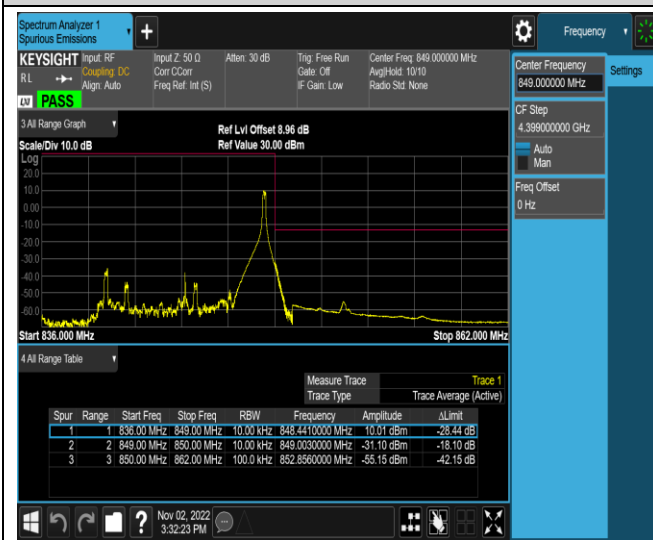 Spectrum Analyzer 1
Spurious Emissions
+
Frequency
KEYSIGHT Input: RF Input Z: 50 Ω Atten: 30 dB Trig: Free Run Center Freq: 849.000000 MHz
RL Coupling: DC Corr CCorr Gate: Off Avg|Hold: 10/10
Align: Auto Freq Ref: Int (S) IF Gain: Low Radio Std: None
LXI PASS
Center Frequency
849.000000 MHz
Settings
CF Step
4.399000000 GHz
Auto
Man
Freq Offset
0 Hz
3 All Range Graph
Ref Lvl Offset 8.96 dB
Scale/Div 10.0 dB Ref Value 30.00 dBm
Log
20.0
10.0
0.00
-10.0
-20.0
-30.0
-40.0
-50.0
-60.0
Start 836.000 MHz Stop 862.000 MHz
4 All Range Table
Measure Trace Trace 1
Trace Type Trace Average (Active)
Spur Range Start Freq Stop Freq RBW Frequency Amplitude ΔLimit
1 1 836.00 MHz 849.00 MHz 10.00 kHz 848.4410000 MHz 10.01 dBm -28.44 dB
2 2 849.00 MHz 850.00 MHz 10.00 kHz 849.0030000 MHz -31.10 dBm -18.10 dB
3 3 850.00 MHz 862.00 MHz 100.0 kHz 852.8560000 MHz -55.15 dBm -42.15 dB
? Nov 02, 2022
3:32:23 PM